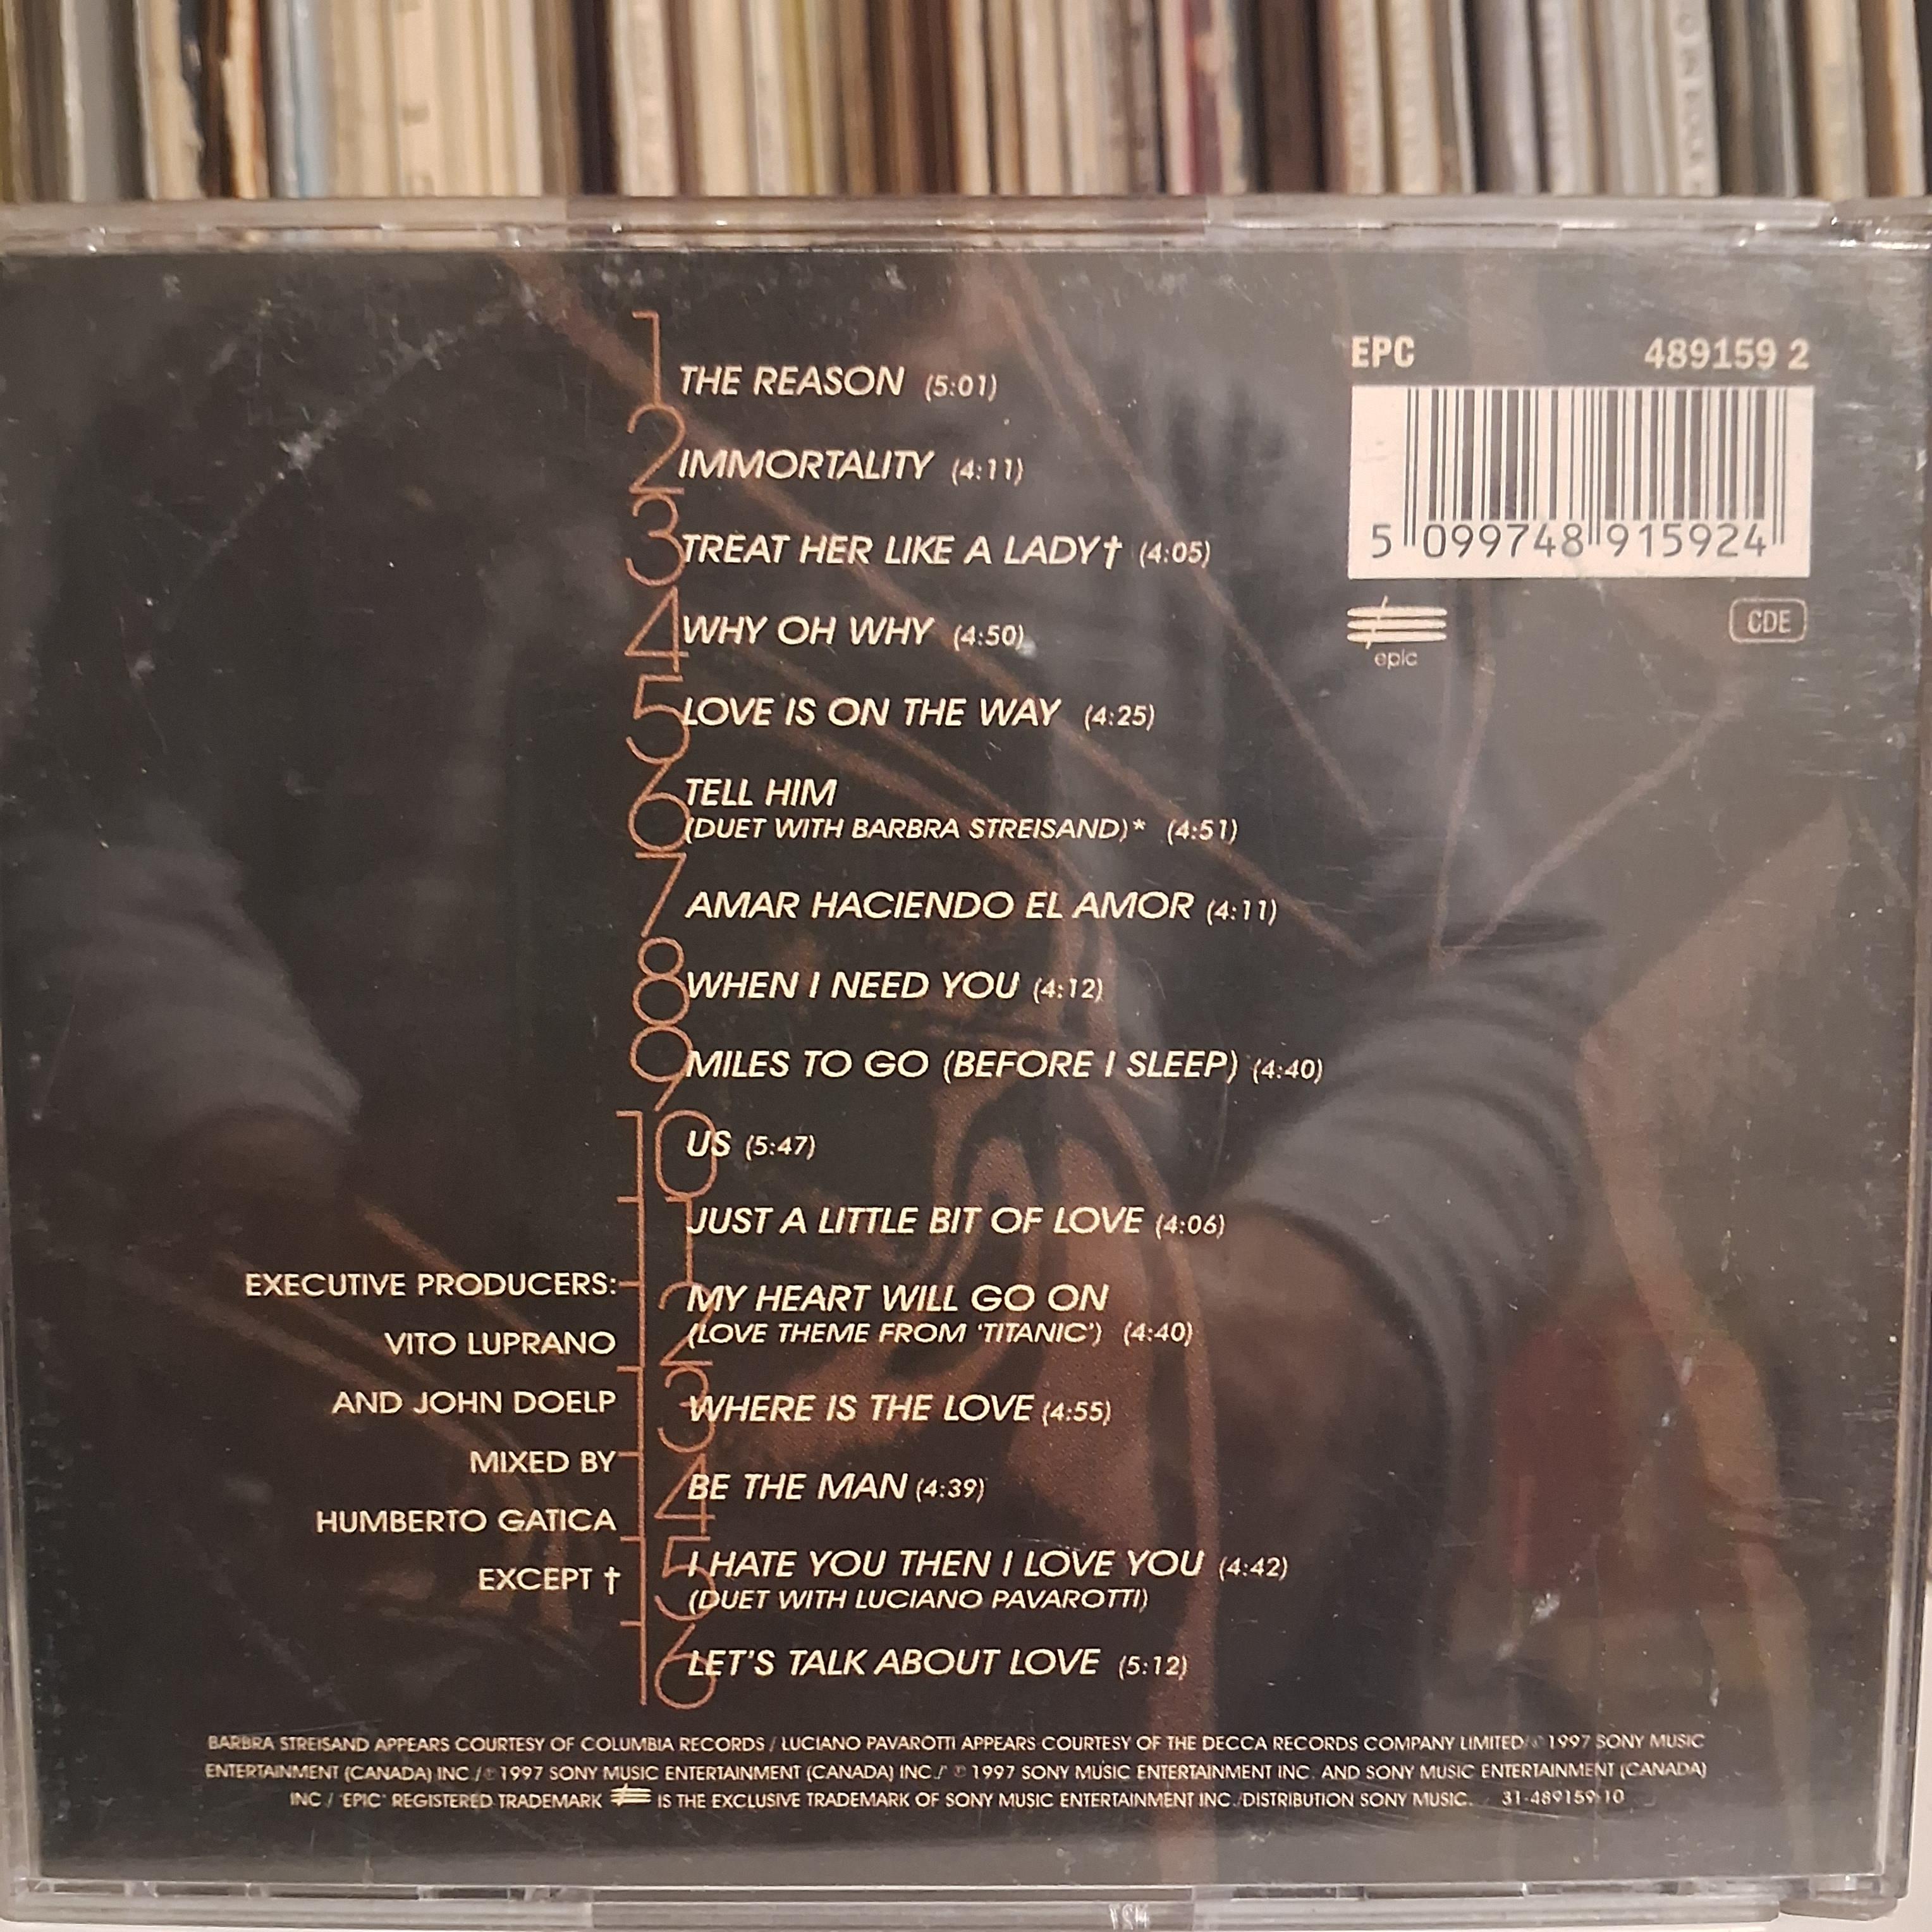 1 THE REASON (5:01)
2 IMMORTALITY (4:11)
3 TREAT HER LIKE A LADY† (4:05)
4 WHY OH WHY (4:50)
5 LOVE IS ON THE WAY (4:25)
6 TELL HIM
(DUET WITH BARBRA STREISAND)* (4:51)
7 AMAR HACIENDO EL AMOR (4:11)
8 WHEN I NEED YOU (4:12)
9 MILES TO GO (BEFORE I SLEEP) (4:40)
10 US (5:47)
11 JUST A LITTLE BIT OF LOVE (4:06)
12 MY HEART WILL GO ON
(LOVE THEME FROM 'TITANIC') (4:40)
13 WHERE IS THE LOVE (4:55)
14 BE THE MAN (4:39)
15 I HATE YOU THEN I LOVE YOU (4:42)
(DUET WITH LUCIANO PAVAROTTI)
16 LET'S TALK ABOUT LOVE (5:12)
EPC 489159 2
5 099748 915924
epic
CDE
EXECUTIVE PRODUCERS:
VITO LUPRANO
AND JOHN DOELP
MIXED BY
HUMBERTO GATICA
EXCEPT †
BARBRA STREISAND APPEARS COURTESY OF COLUMBIA RECORDS / LUCIANO PAVAROTTI APPEARS COURTESY OF THE DECCA RECORDS COMPANY LIMITED/ © 1997 SONY MUSIC
ENTERTAINMENT (CANADA) INC./ ℗ 1997 SONY MUSIC ENTERTAINMENT (CANADA) INC./* ℗ 1997 SONY MUSIC ENTERTAINMENT INC. AND SONY MUSIC ENTERTAINMENT (CANADA)
INC./ 'EPIC' REGISTERED TRADEMARK IS THE EXCLUSIVE TRADEMARK OF SONY MUSIC ENTERTAINMENT INC./DISTRIBUTION SONY MUSIC. 31-489159-10